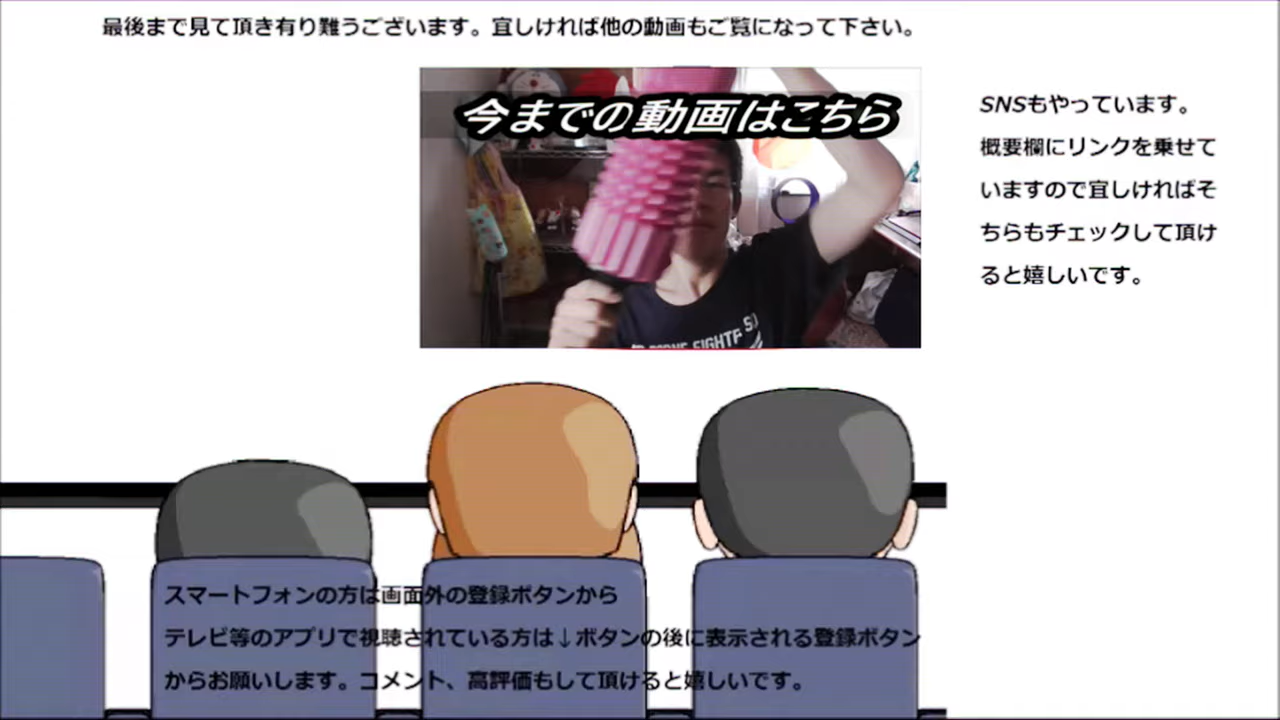 最後まで見て頂き有り難うございます。宜しければ他の動画もご覧になって下さい。
今までの動画はこちら
SNSもやっています。
概要欄にリンクを乗せて
いますので宜しければそ
ちらもチェックして頂け
ると嬉しいです。
スマートフォンの方は画面外の登録ボタンから
テレビ等のアプリで視聴されている方は↓ボタンの後に表示される登録ボタン
からお願いします。コメント、高評価もして頂けると嬉しいです。